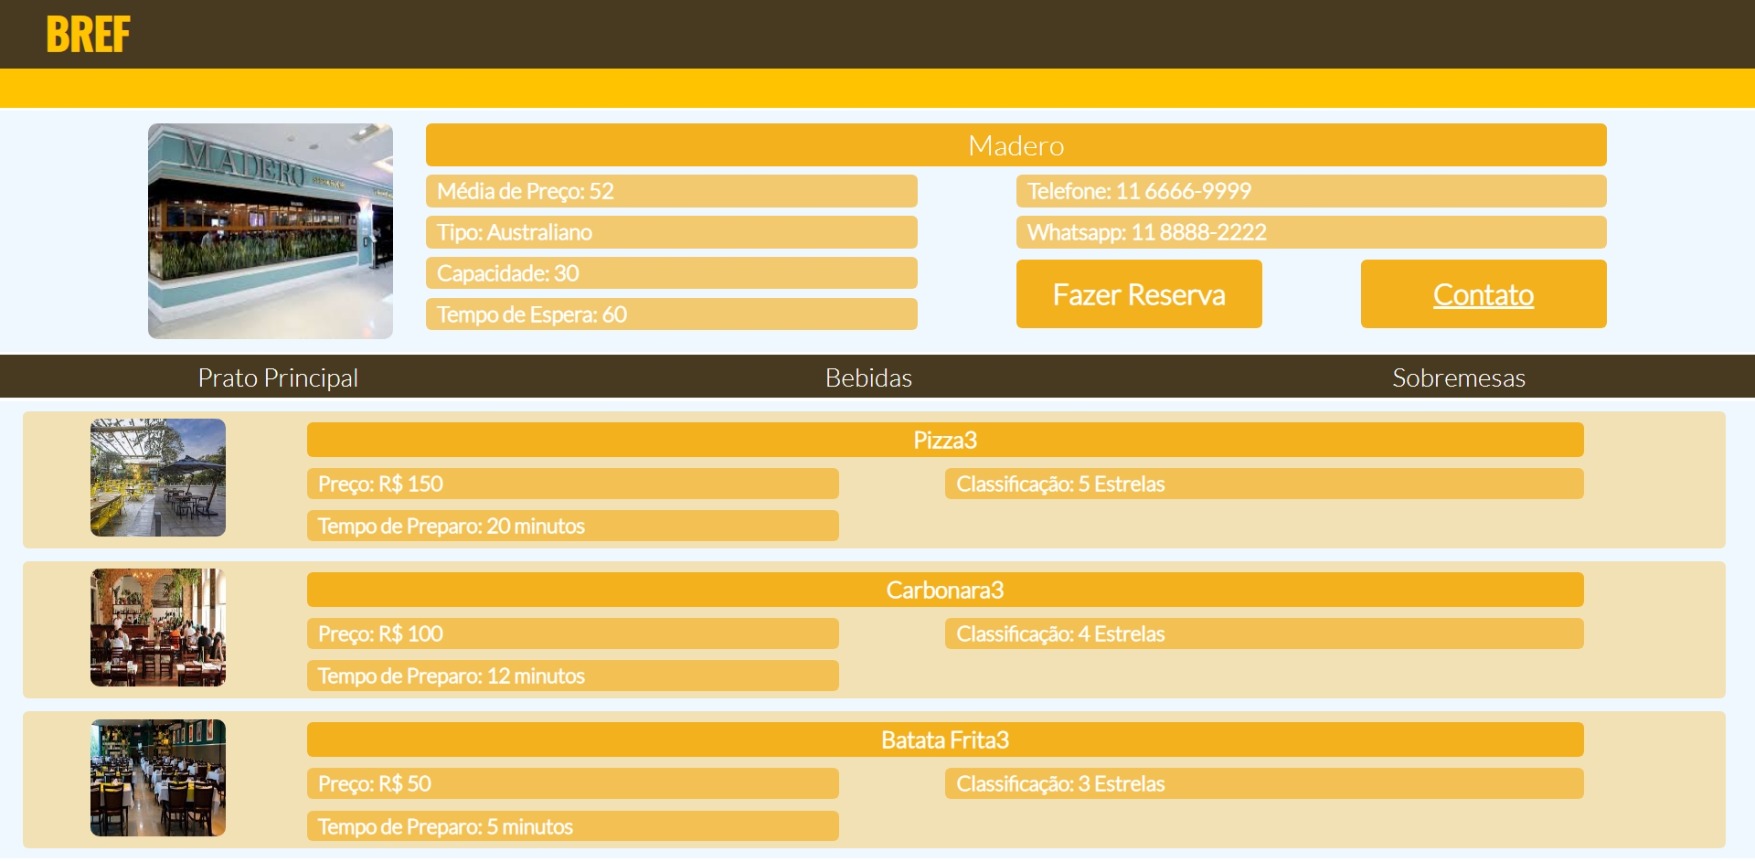 BREF
MADERO
Madero
Média de Preço: 52
Telefone: 11 6666-9999
Tipo: Australiano
Whatsapp: 11 8888-2222
Capacidade: 30
Fazer Reserva
Contato
Tempo de Espera: 60
Prato Principal
Bebidas
Sobremesas
Pizza3
Preço: R$ 150
Classificação: 5 Estrelas
Tempo de Preparo: 20 minutos
Carbonara3
Preço: R$ 100
Classificação: 4 Estrelas
Tempo de Preparo: 12 minutos
Batata Frita3
Preço: R$ 50
Classificação: 3 Estrelas
Tempo de Preparo: 5 minutos